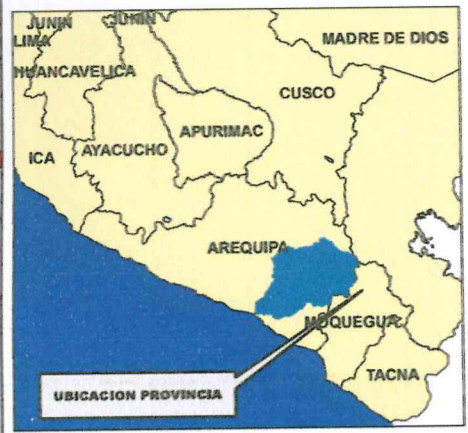 JUNIN
JUNIN
LIMA
MADRE DE DIOS
HUANCAVELICA
CUSCO
APURIMAC
ICA
AYACUCHO
AREQUIPA
MOQUEGUA
TACNA
UBICACION PROVINCIA